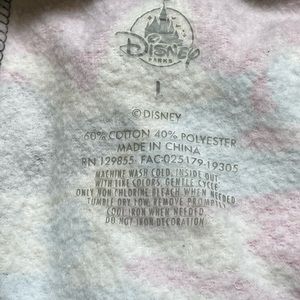 Disney
PARKS
© DISNEY
60% COTTON 40% POLYESTER
MADE IN CHINA
RN 129855 FAC-025179-19305
MACHINE WASH COLD, INSIDE OUT
WITH LIKE COLORS, GENTLE CYCLE
ONLY NON CHLORINE BLEACH WHEN NEEDED
TUMBLE DRY LOW, REMOVE PROMPTLY
COOL IRON WHEN NEEDED
DO NOT IRON DECORATION